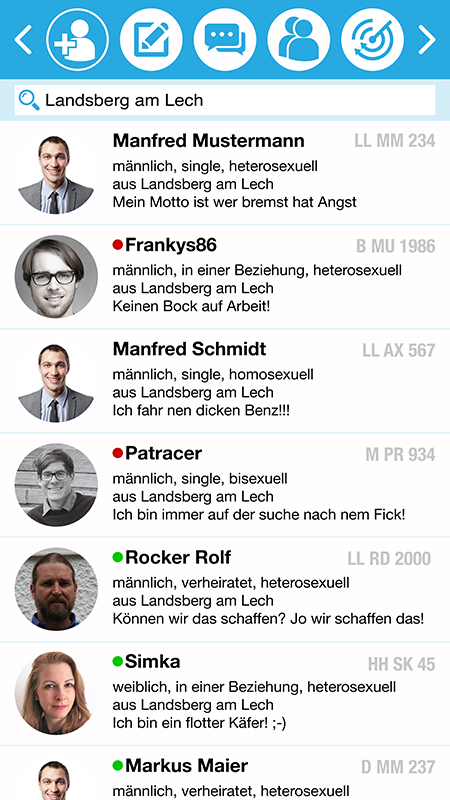 Landsberg am Lech
Manfred Mustermann LL MM 234
männlich, single, heterosexuell
aus Landsberg am Lech
Mein Motto ist wer bremst hat Angst
Frankys86 B MU 1986
männlich, in einer Beziehung, heterosexuell
aus Landsberg am Lech
Keinen Bock auf Arbeit!
Manfred Schmidt LL AX 567
männlich, single, homosexuell
aus Landsberg am Lech
Ich fahr nen dicken Benz!!!
Patracer M PR 934
männlich, single, bisexuell
aus Landsberg am Lech
Ich bin immer auf der suche nach nem Fick!
Rocker Rolf LL RD 2000
männlich, verheiratet, heterosexuell
aus Landsberg am Lech
Können wir das schaffen? Jo wir schaffen das!
Simka HH SK 45
weiblich, in einer Beziehung, heterosexuell
aus Landsberg am Lech
Ich bin ein flotter Käfer! ;-)
Markus Maier D MM 237
männlich, verheiratet, heterosexuell